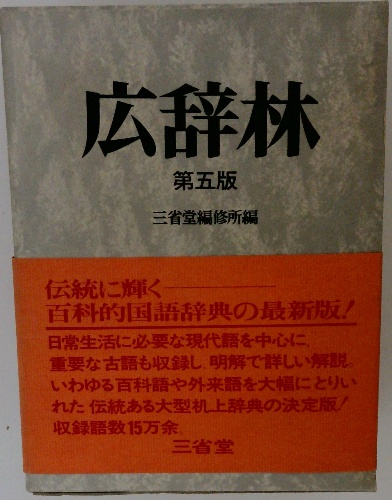 広辞林
第五版
三省堂編修所編
伝統に輝く――
百科的国語辞典の最新版!
日常生活に必要な現代語を中心に、
重要な古語も収録し、明解で詳しい解説。
いわゆる百科語や外来語を大幅にとりい
れた 伝統ある大型机上辞典の決定版!
収録語数15万余。
三省堂